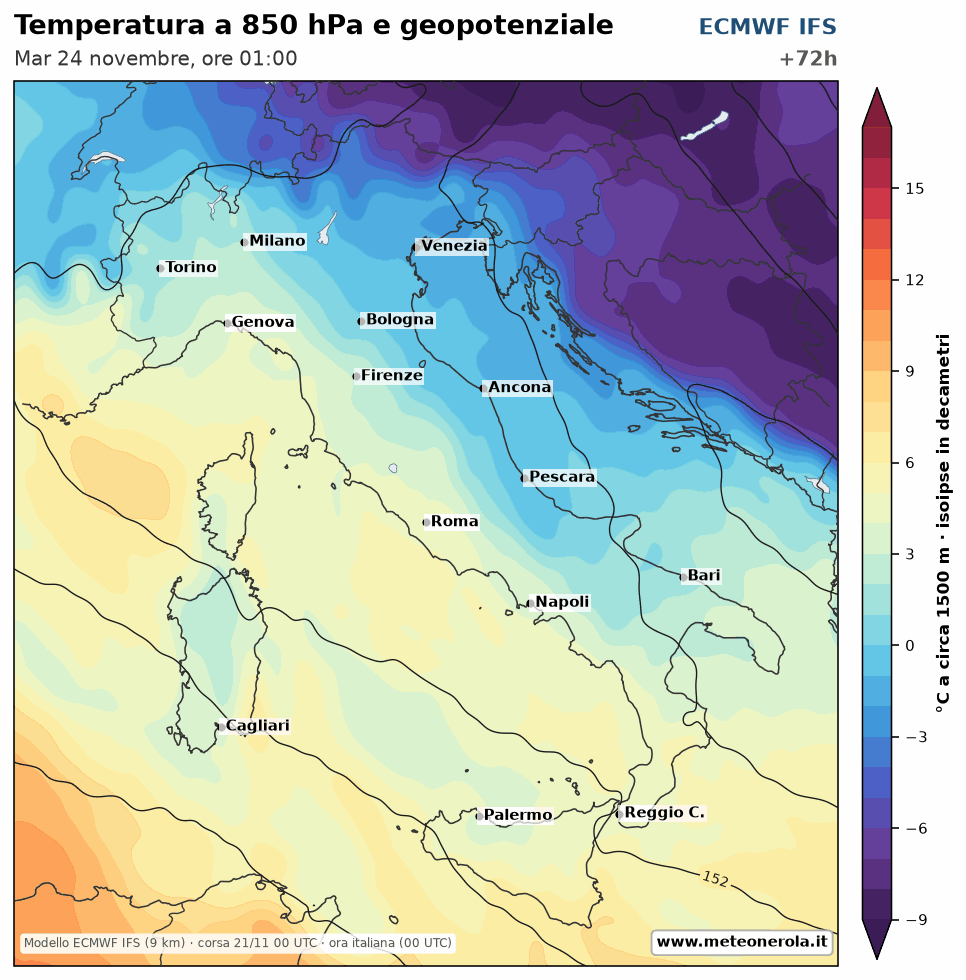 Temperatura a 850 hPa e geopotenziale
ECMWF IFS
Mar 24 novembre, ore 01:00
+72h
Milano
Venezia
Torino
Genova
Bologna
Firenze
Ancona
Pescara
Roma
Bari
Napoli
Cagliari
Palermo
Reggio C.
152
15
12
9
6
3
0
−3
−6
−9
°C a circa 1500 m · isoipse in decametri
Modello ECMWF IFS (9 km) · corsa 21/11 00 UTC · ora italiana (00 UTC)
www.meteonerola.it